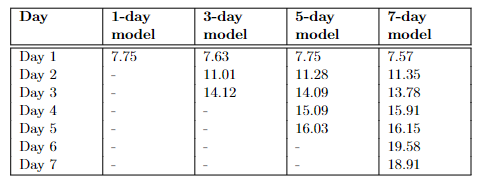 Day 1-day model 3-day model 5-day model 7-day model
Day 1 7.75 7.63 7.75 7.57
Day 2 - 11.01 11.28 11.35
Day 3 - 14.12 14.09 13.78
Day 4 - - 15.09 15.91
Day 5 - - 16.03 16.15
Day 6 - - - 19.58
Day 7 - - - 18.91